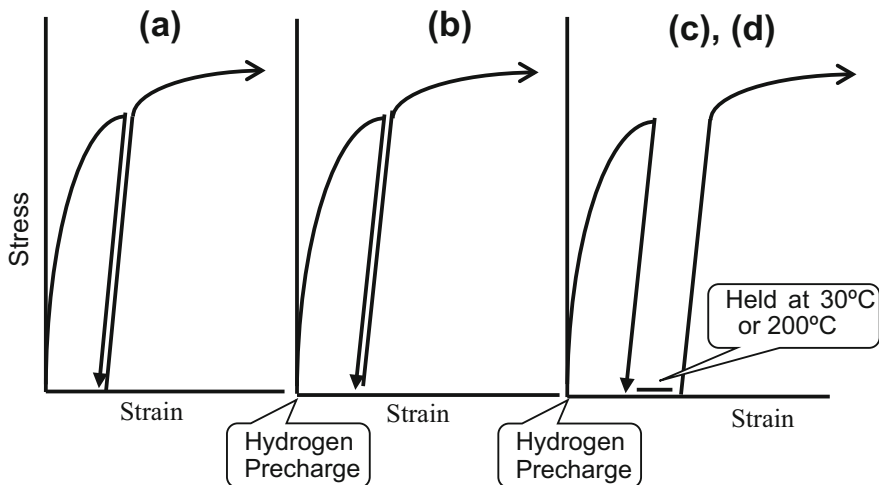 (a)
(b)
(c), (d)
Stress
Held at 30ºC
or 200ºC
Strain
Strain
Strain
Hydrogen
Precharge
Hydrogen
Precharge